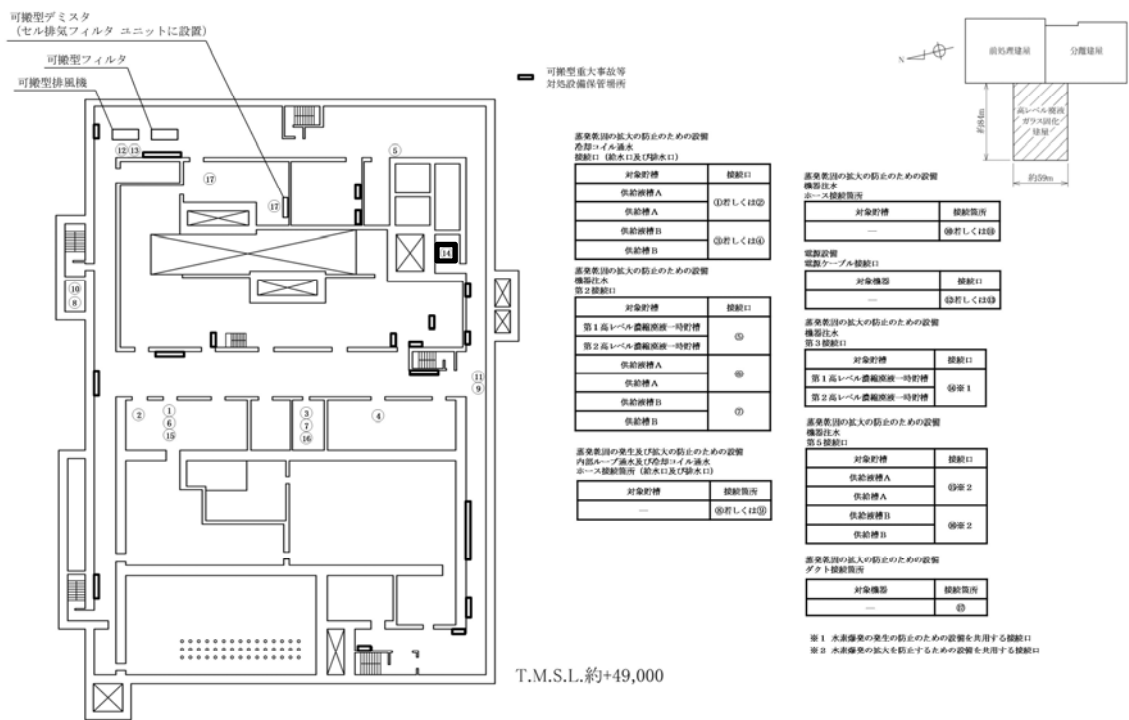 可搬型デミスタ
(セル排気フィルタ ユニットに設置)
可搬型フィルタ
可搬型排風機
⑫⑬
⑰
⑰
⑤
⑭
⑩
⑧
⑪
⑨
②
①
⑥
⑮
③
⑦
⑯
④
可搬型重大事故等
対処設備保管場所
T.M.S.L.約+49,000
N
前処理建屋
分離建屋
高レベル廃液
ガラス固化
建屋
約84m
約59m
蒸発乾固の拡大の防止のための設備
冷却コイル通水
接続口(給水口及び排水口)
対象貯槽 接続口
供給液槽A ①若しくは②
供給槽A
供給液槽B ③若しくは④
供給槽B
蒸発乾固の拡大の防止のための設備
機器注水
第2接続口
対象貯槽 接続口
第1高レベル濃縮廃液一時貯槽 ⑤
第2高レベル濃縮廃液一時貯槽
供給液槽A ⑥
供給槽A
供給液槽B ⑦
供給槽B
蒸発乾固の発生及び拡大の防止のための設備
内部ループ通水及び冷却コイル通水
ホース接続箇所(給水口及び排水口)
対象貯槽 接続箇所
― ⑧若しくは⑨
蒸発乾固の拡大の防止のための設備
機器注水
ホース接続箇所
対象貯槽 接続箇所
― ⑩若しくは⑪
電源設備
電源ケーブル接続口
対象機器 接続口
― ⑫若しくは⑬
蒸発乾固の拡大の防止のための設備
機器注水
第3接続口
対象貯槽 接続口
第1高レベル濃縮廃液一時貯槽 ⑭※1
第2高レベル濃縮廃液一時貯槽
蒸発乾固の拡大の防止のための設備
機器注水
第5接続口
対象貯槽 接続口
供給液槽A ⑮※2
供給槽A
供給液槽B ⑯※2
供給槽B
蒸発乾固の拡大の防止のための設備
ダクト接続箇所
対象機器 接続箇所
― ⑰
※1 水素爆発の発生の防止のための設備を共用する接続口
※2 水素爆発の拡大を防止するための設備を共用する接続口